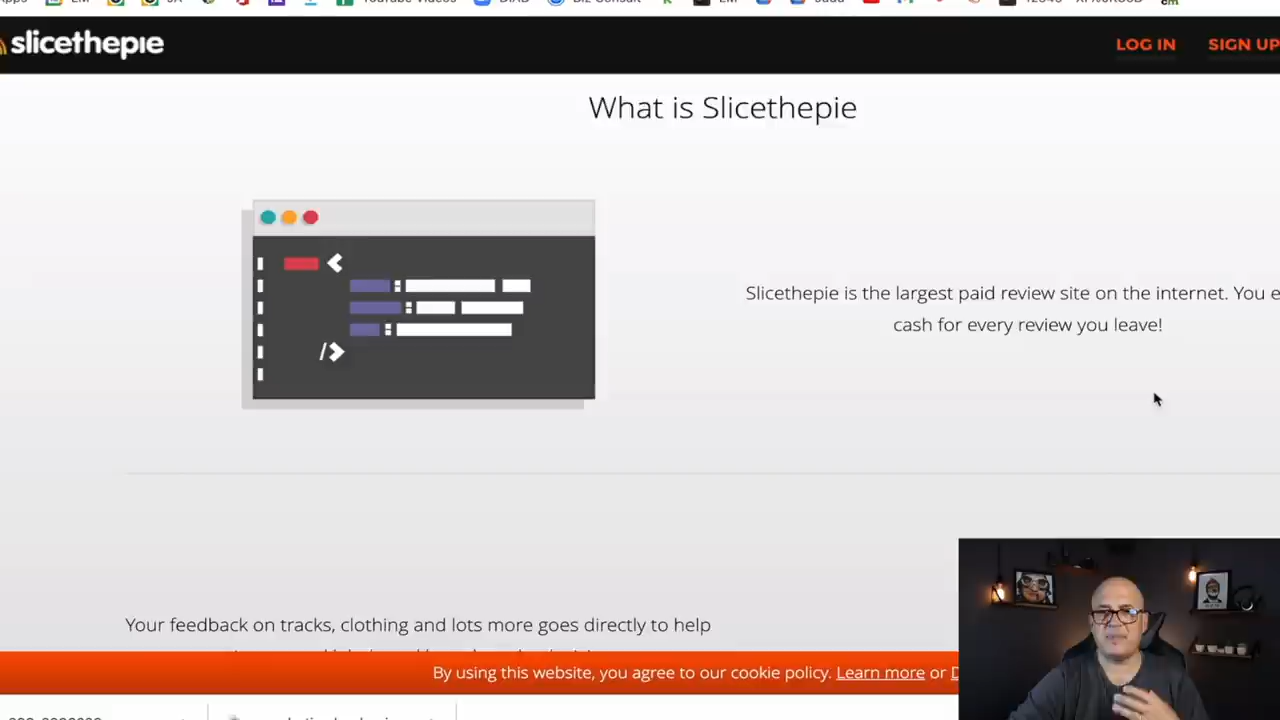 slicethepie
LOG IN
SIGN UP
What is Slicethepie
Slicethepie is the largest paid review site on the internet. You
cash for every review you leave!
Your feedback on tracks, clothing and lots more goes directly to help
By using this website, you agree to our cookie policy. Learn more or